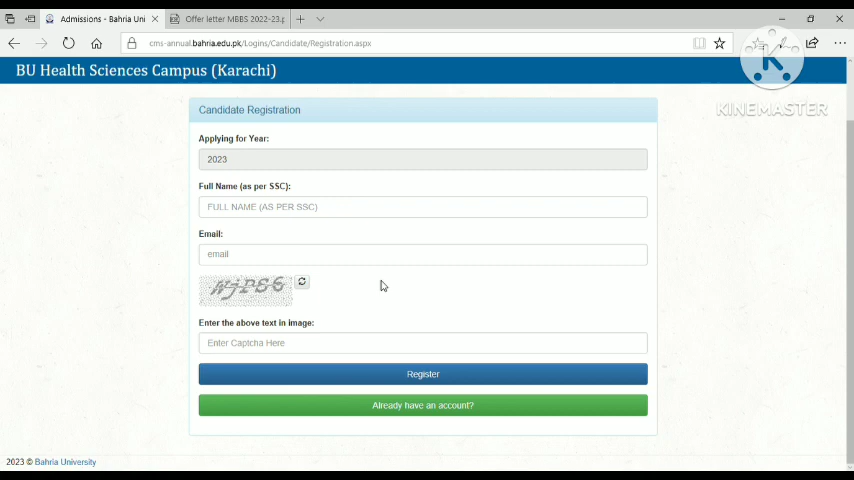 Admissions - Bahria Uni
Offer letter MBBS 2022-23.p
cms-annual.bahria.edu.pk/Logins/Candidate/Registration.aspx
K
KINEMASTER
BU Health Sciences Campus (Karachi)
Candidate Registration
Applying for Year:
2023
Full Name (as per SSC):
FULL NAME (AS PER SSC)
Email:
email
Enter the above text in image:
Enter Captcha Here
Register
Already have an account?
2023 © Bahria University